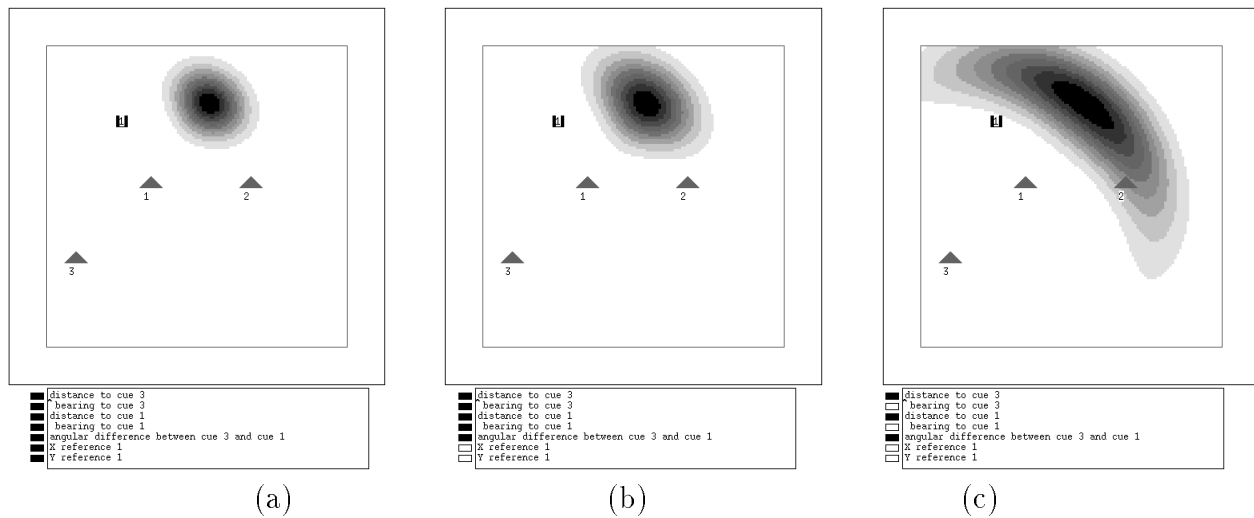 1
1
2
3
1
1
2
3
1
1
2
3
distance to cue 3
^ bearing to cue 3
distance to cue 1
bearing to cue 1
angular difference between cue 3 and cue 1
X reference 1
Y reference 1
distance to cue 3
^ bearing to cue 3
distance to cue 1
bearing to cue 1
angular difference between cue 3 and cue 1
X reference 1
Y reference 1
distance to cue 3
^ bearing to cue 3
distance to cue 1
bearing to cue 1
angular difference between cue 3 and cue 1
X reference 1
Y reference 1
(a)
(b)
(c)